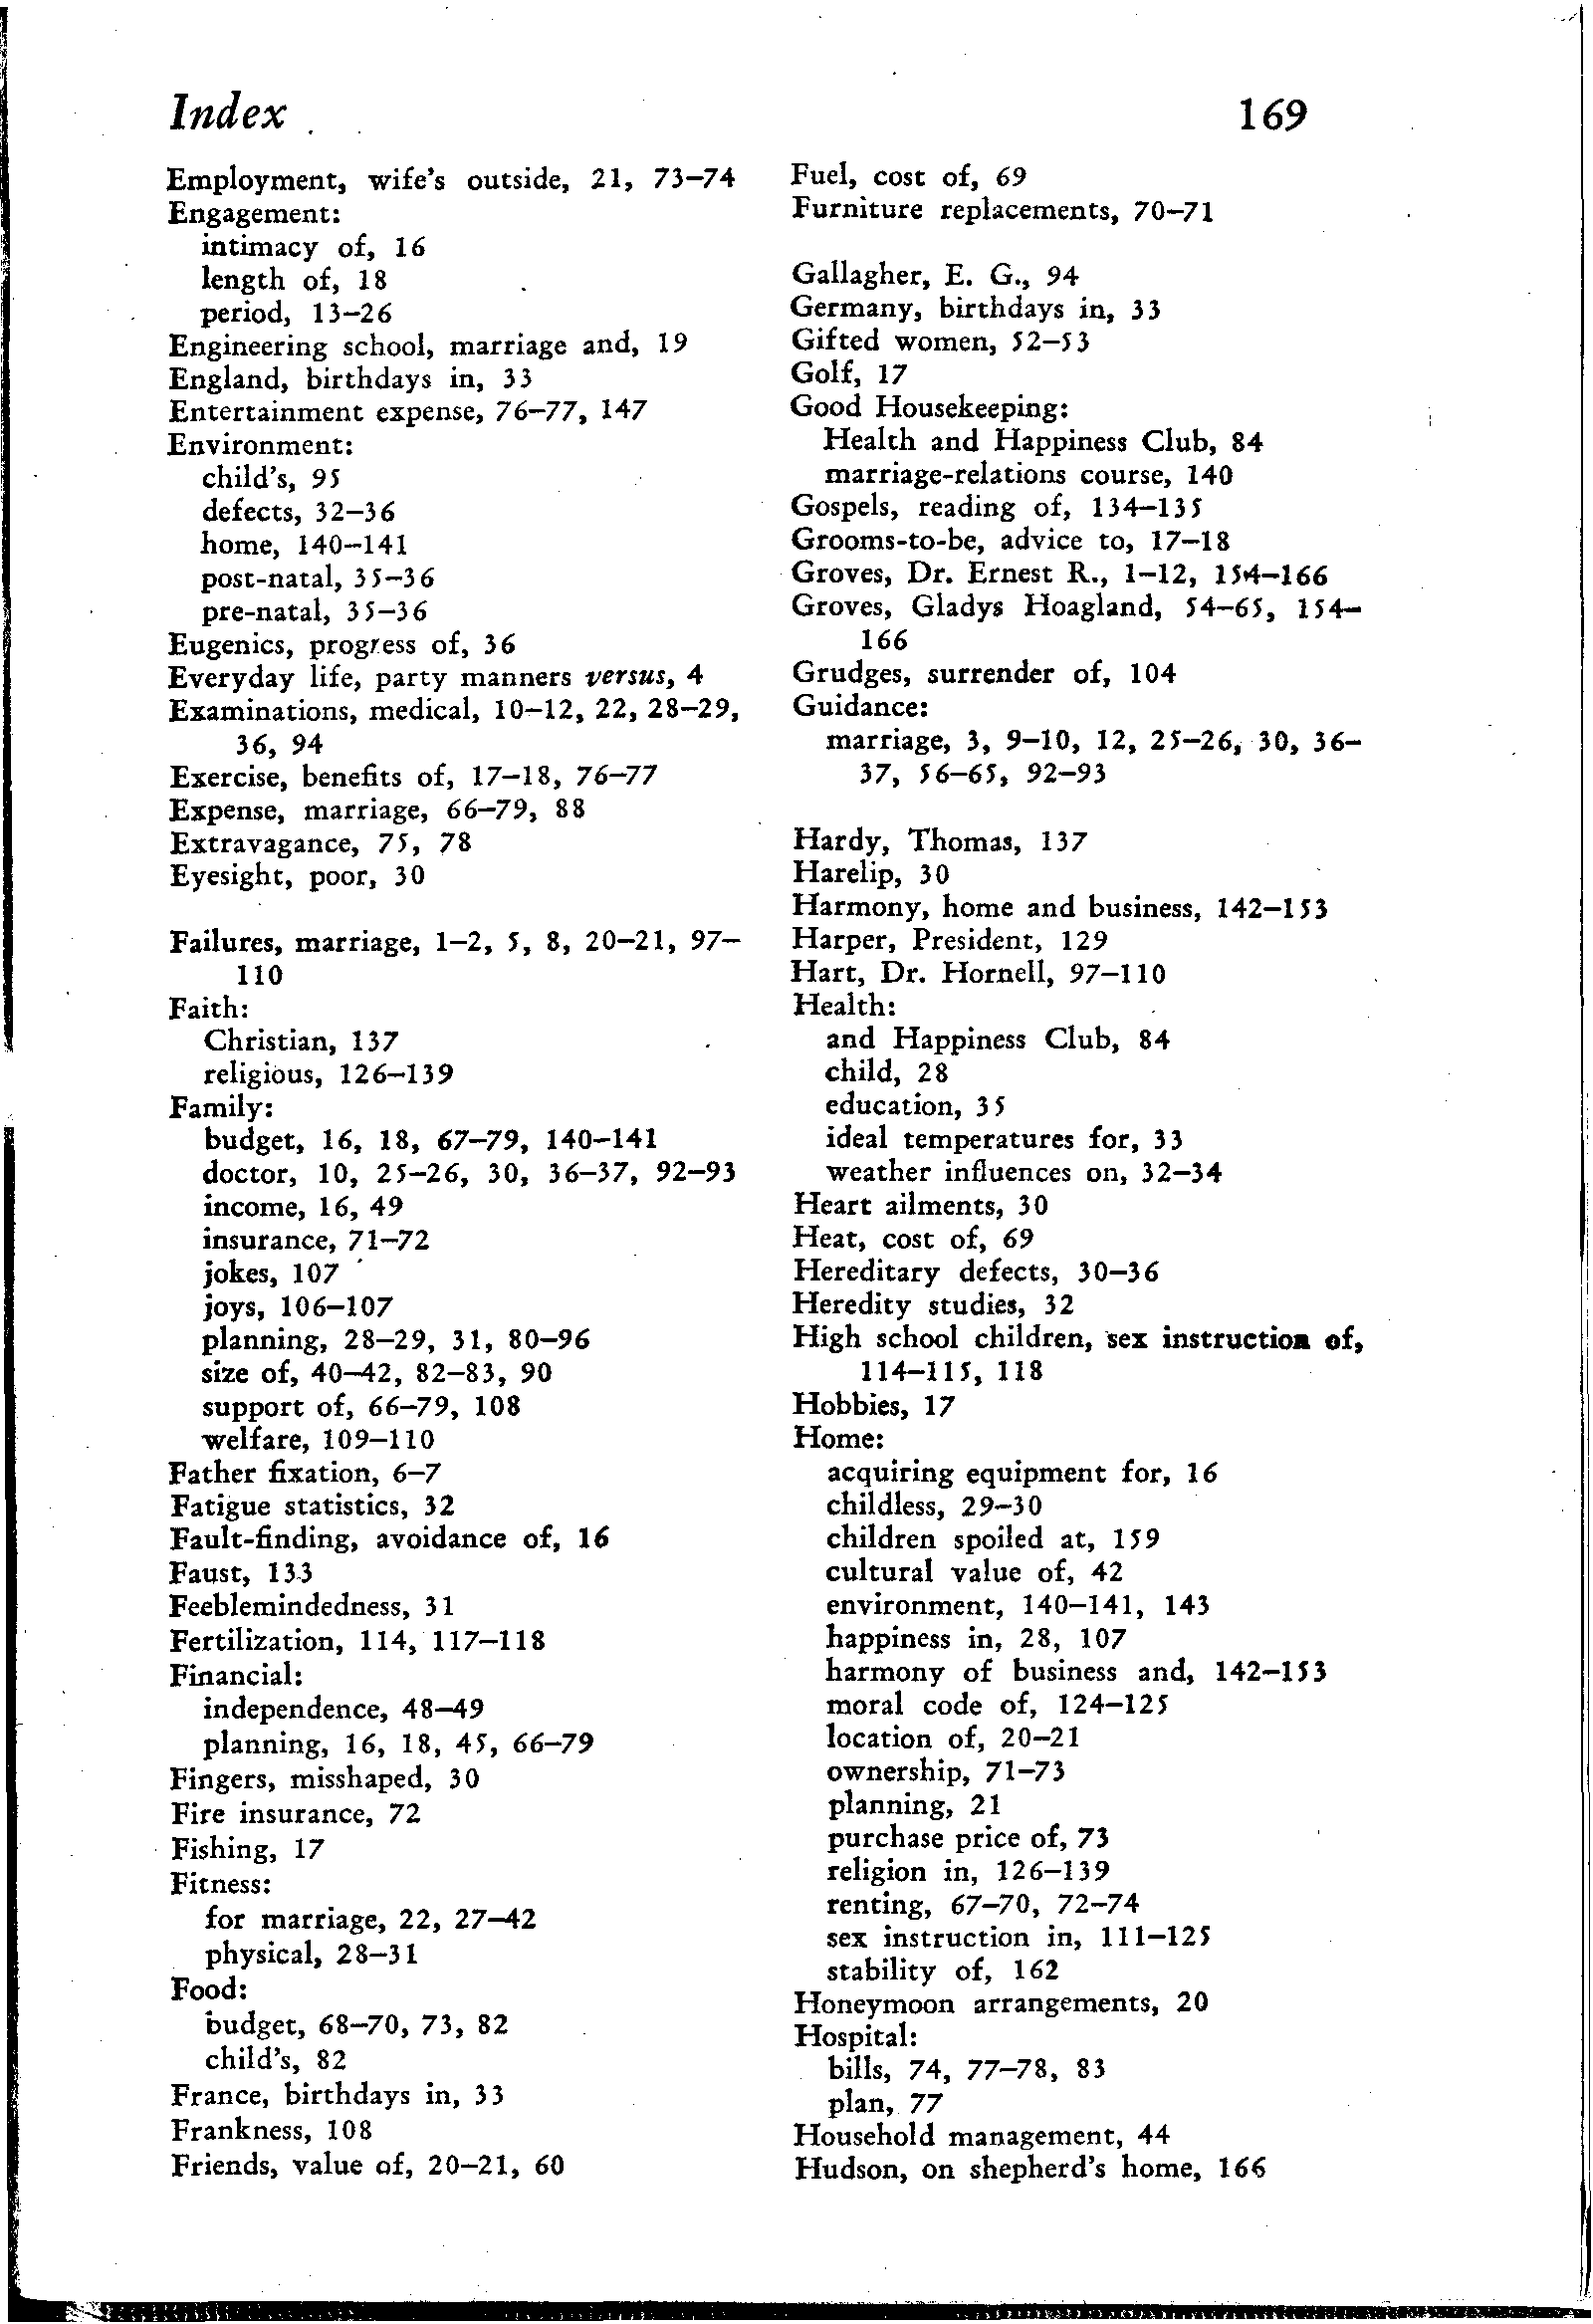 Index
169
Employment, wife's outside, 21, 73–74
Engagement:
intimacy of, 16
length of, 18
period, 13–26
Engineering school, marriage and, 19
England, birthdays in, 33
Entertainment expense, 76–77, 147
Environment:
child's, 95
defects, 32–36
home, 140–141
post-natal, 35–36
pre-natal, 35–36
Eugenics, progress of, 36
Everyday life, party manners versus, 4
Examinations, medical, 10–12, 22, 28–29,
36, 94
Exercise, benefits of, 17–18, 76–77
Expense, marriage, 66–79, 88
Extravagance, 75, 78
Eyesight, poor, 30
Failures, marriage, 1–2, 5, 8, 20–21, 97–
110
Faith:
Christian, 137
religious, 126–139
Family:
budget, 16, 18, 67–79, 140–141
doctor, 10, 25–26, 30, 36–37, 92–93
income, 16, 49
insurance, 71–72
jokes, 107
joys, 106–107
planning, 28–29, 31, 80–96
size of, 40–42, 82–83, 90
support of, 66–79, 108
welfare, 109–110
Father fixation, 6–7
Fatigue statistics, 32
Fault-finding, avoidance of, 16
Faust, 133
Feeblemindedness, 31
Fertilization, 114, 117–118
Financial:
independence, 48–49
planning, 16, 18, 45, 66–79
Fingers, misshaped, 30
Fire insurance, 72
Fishing, 17
Fitness:
for marriage, 22, 27–42
physical, 28–31
Food:
budget, 68–70, 73, 82
child's, 82
France, birthdays in, 33
Frankness, 108
Friends, value of, 20–21, 60
Fuel, cost of, 69
Furniture replacements, 70–71
Gallagher, E. G., 94
Germany, birthdays in, 33
Gifted women, 52–53
Golf, 17
Good Housekeeping:
Health and Happiness Club, 84
marriage-relations course, 140
Gospels, reading of, 134–135
Grooms-to-be, advice to, 17–18
Groves, Dr. Ernest R., 1–12, 154–166
Groves, Gladys Hoagland, 54–65, 154–
166
Grudges, surrender of, 104
Guidance:
marriage, 3, 9–10, 12, 25–26, 30, 36–
37, 56–65, 92–93
Hardy, Thomas, 137
Harelip, 30
Harmony, home and business, 142–153
Harper, President, 129
Hart, Dr. Hornell, 97–110
Health:
and Happiness Club, 84
child, 28
education, 35
ideal temperatures for, 33
weather influences on, 32–34
Heart ailments, 30
Heat, cost of, 69
Hereditary defects, 30–36
Heredity studies, 32
High school children, sex instruction of,
114–115, 118
Hobbies, 17
Home:
acquiring equipment for, 16
childless, 29–30
children spoiled at, 159
cultural value of, 42
environment, 140–141, 143
happiness in, 28, 107
harmony of business and, 142–153
moral code of, 124–125
location of, 20–21
ownership, 71–73
planning, 21
purchase price of, 73
religion in, 126–139
renting, 67–70, 72–74
sex instruction in, 111–125
stability of, 162
Honeymoon arrangements, 20
Hospital:
bills, 74, 77–78, 83
plan, 77
Household management, 44
Hudson, on shepherd's home, 166